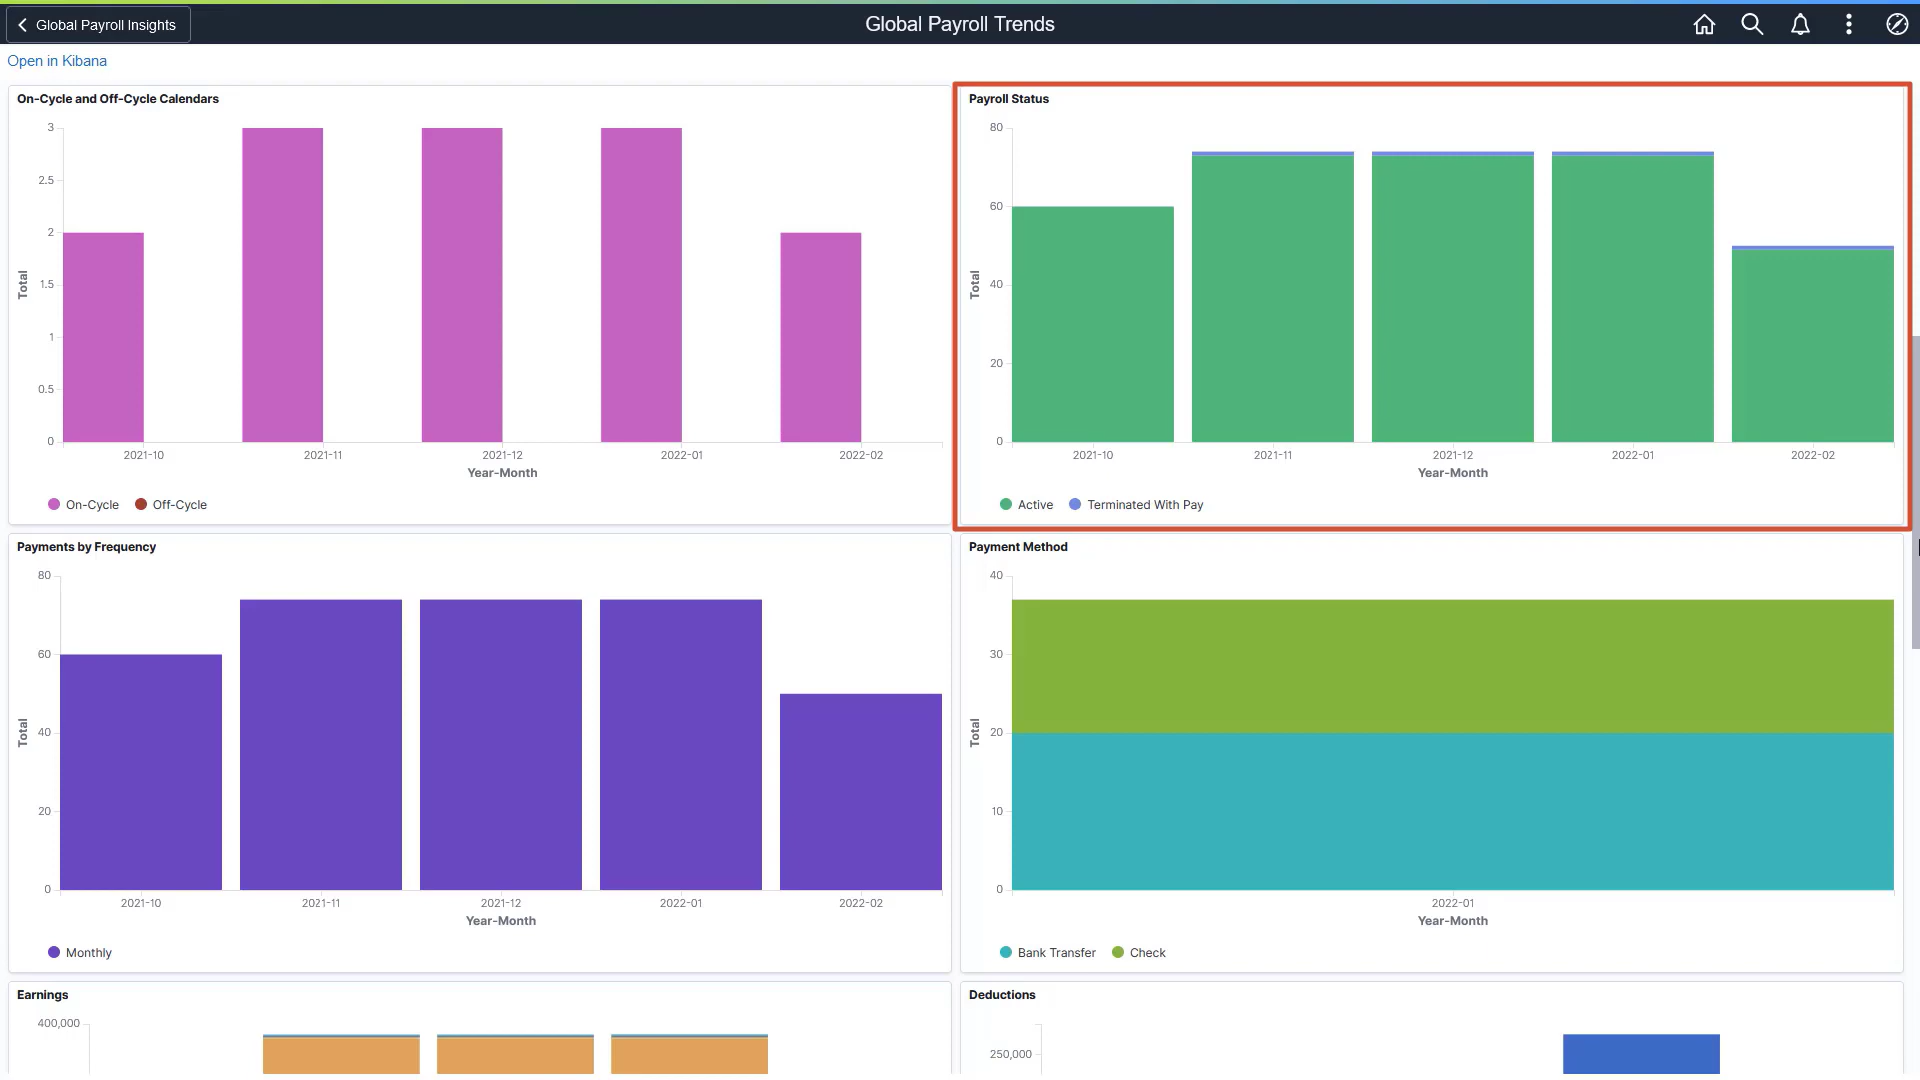 Global Payroll Insights
Global Payroll Trends
Open in Kibana
On-Cycle and Off-Cycle Calendars
3
2.5
2
1.5
1
0.5
0
Total
2021-10 2021-11 2021-12 2022-01 2022-02
Year-Month
On-Cycle Off-Cycle
Payroll Status
80
60
40
20
0
Total
2021-10 2021-11 2021-12 2022-01 2022-02
Year-Month
Active Terminated With Pay
Payments by Frequency
80
60
40
20
0
Total
2021-10 2021-11 2021-12 2022-01 2022-02
Year-Month
Monthly
Payment Method
40
30
20
10
0
Total
2022-01
Year-Month
Bank Transfer Check
Earnings
400,000
Deductions
250,000